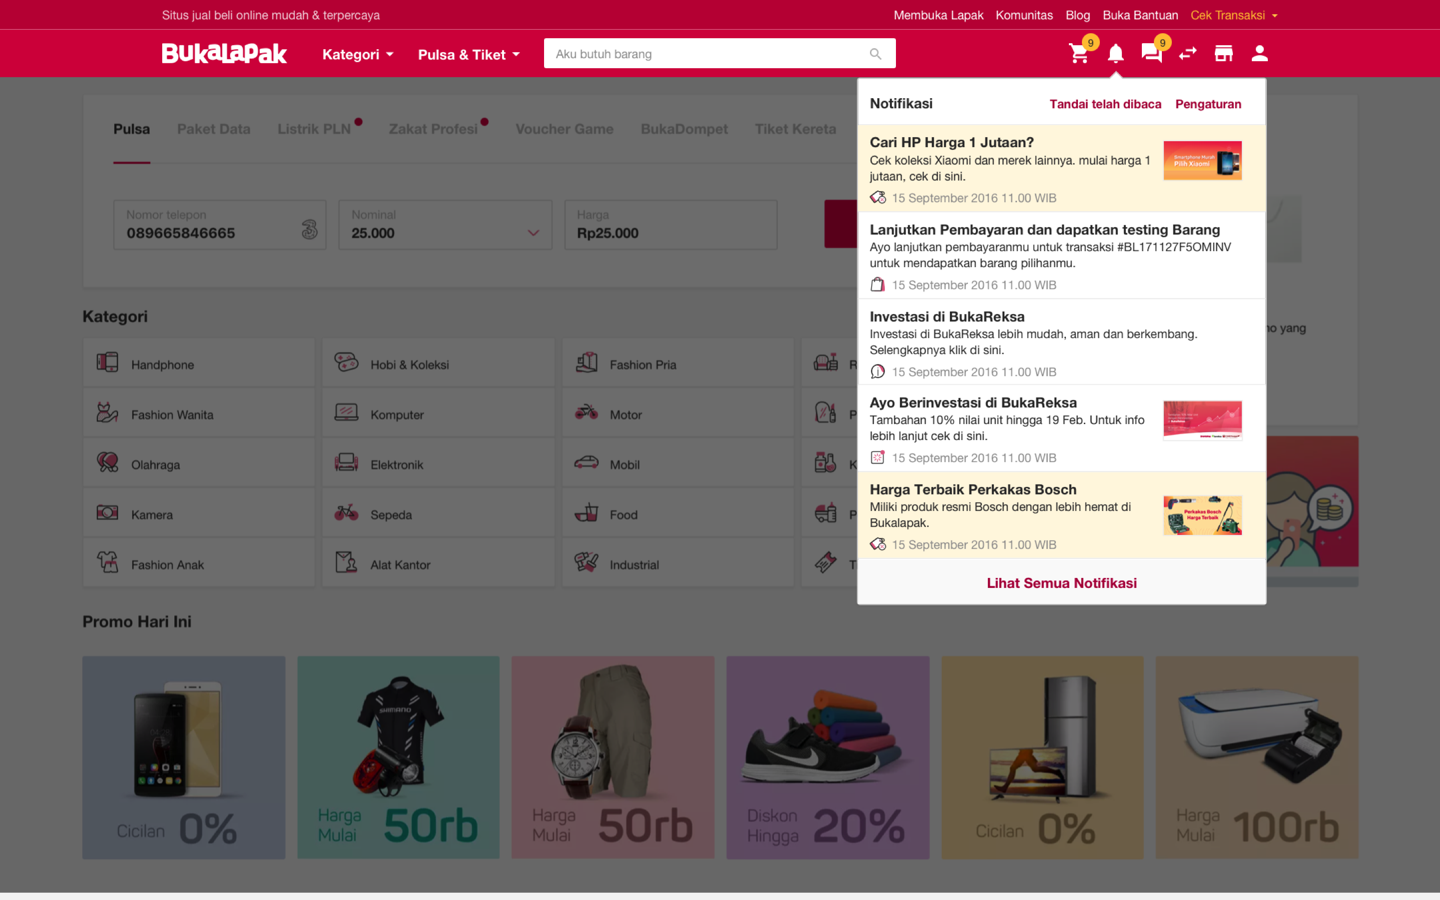 Situs jual beli online mudah & terpercaya
Membuka Lapak Komunitas Blog Buka Bantuan Cek Transaksi
BukaLapak Kategori Pulsa & Tiket Aku butuh barang 9 9
Notifikasi Tandai telah dibaca Pengaturan
Cari HP Harga 1 Jutaan?
Cek koleksi Xiaomi dan merek lainnya. mulai harga 1
jutaan, cek di sini.
15 September 2016 11.00 WIB
Smartphone Murah
Pilih Xiaomi
Lanjutkan Pembayaran dan dapatkan testing Barang
Ayo lanjutkan pembayaranmu untuk transaksi #BL171127F5OMINV
untuk mendapatkan barang pilihanmu.
15 September 2016 11.00 WIB
Investasi di BukaReksa
Investasi di BukaReksa lebih mudah, aman dan berkembang.
Selengkapnya klik di sini.
15 September 2016 11.00 WIB
Ayo Berinvestasi di BukaReksa
Tambahan 10% nilai unit hingga 19 Feb. Untuk info
lebih lanjut cek di sini.
15 September 2016 11.00 WIB
Harga Terbaik Perkakas Bosch
Miliki produk resmi Bosch dengan lebih hemat di
Bukalapak.
15 September 2016 11.00 WIB
Perkakas Bosch
Harga Terbaik
Lihat Semua Notifikasi
Pulsa Paket Data Listrik PLN Zakat Profesi Voucher Game BukaDompet Tiket Kereta
Nomor telepon
089665846665
Nominal
25.000
Harga
Rp25.000
no yang
Kategori
Handphone Hobi & Koleksi Fashion Pria R
Fashion Wanita Komputer Motor P
Olahraga Elektronik Mobil K
Kamera Sepeda Food P
Fashion Anak Alat Kantor Industrial T
Promo Hari Ini
Cicilan 0%
SHIMANO
Harga
Mulai 50rb
Harga
Mulai 50rb
Diskon
Hingga 20%
Cicilan 0%
Harga
Mulai 100rb